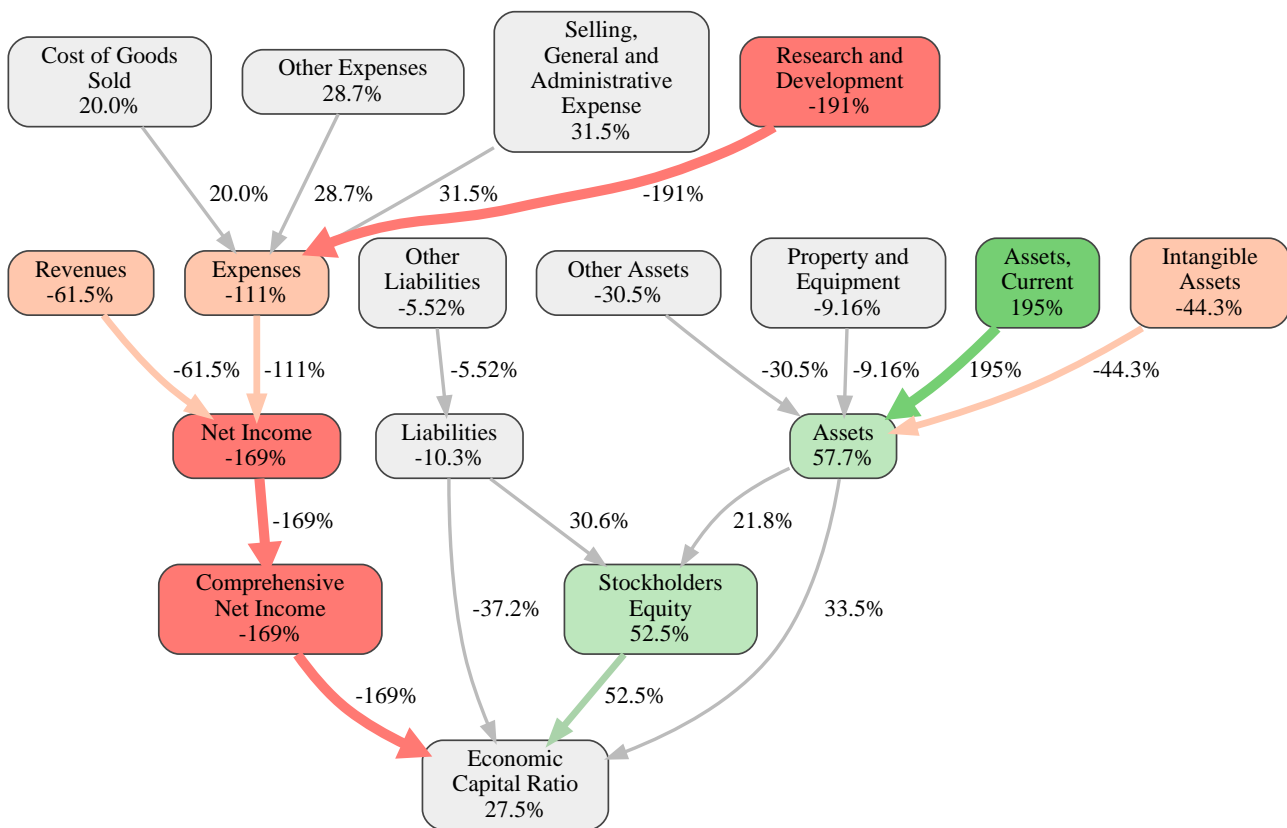 Cost of Goods
Sold
20.0%
Other Expenses
28.7%
Selling,
General and
Administrative
Expense
31.5%
Research and
Development
-191%
20.0%
28.7%
31.5%
-191%
Revenues
-61.5%
Expenses
-111%
Other
Liabilities
-5.52%
Other Assets
-30.5%
Property and
Equipment
-9.16%
Assets,
Current
195%
Intangible
Assets
-44.3%
-61.5%
-111%
-5.52%
-30.5%
-9.16%
195%
-44.3%
Net Income
-169%
Liabilities
-10.3%
Assets
57.7%
-169%
30.6%
21.8%
Comprehensive
Net Income
-169%
-37.2%
Stockholders
Equity
52.5%
33.5%
-169%
52.5%
Economic
Capital Ratio
27.5%